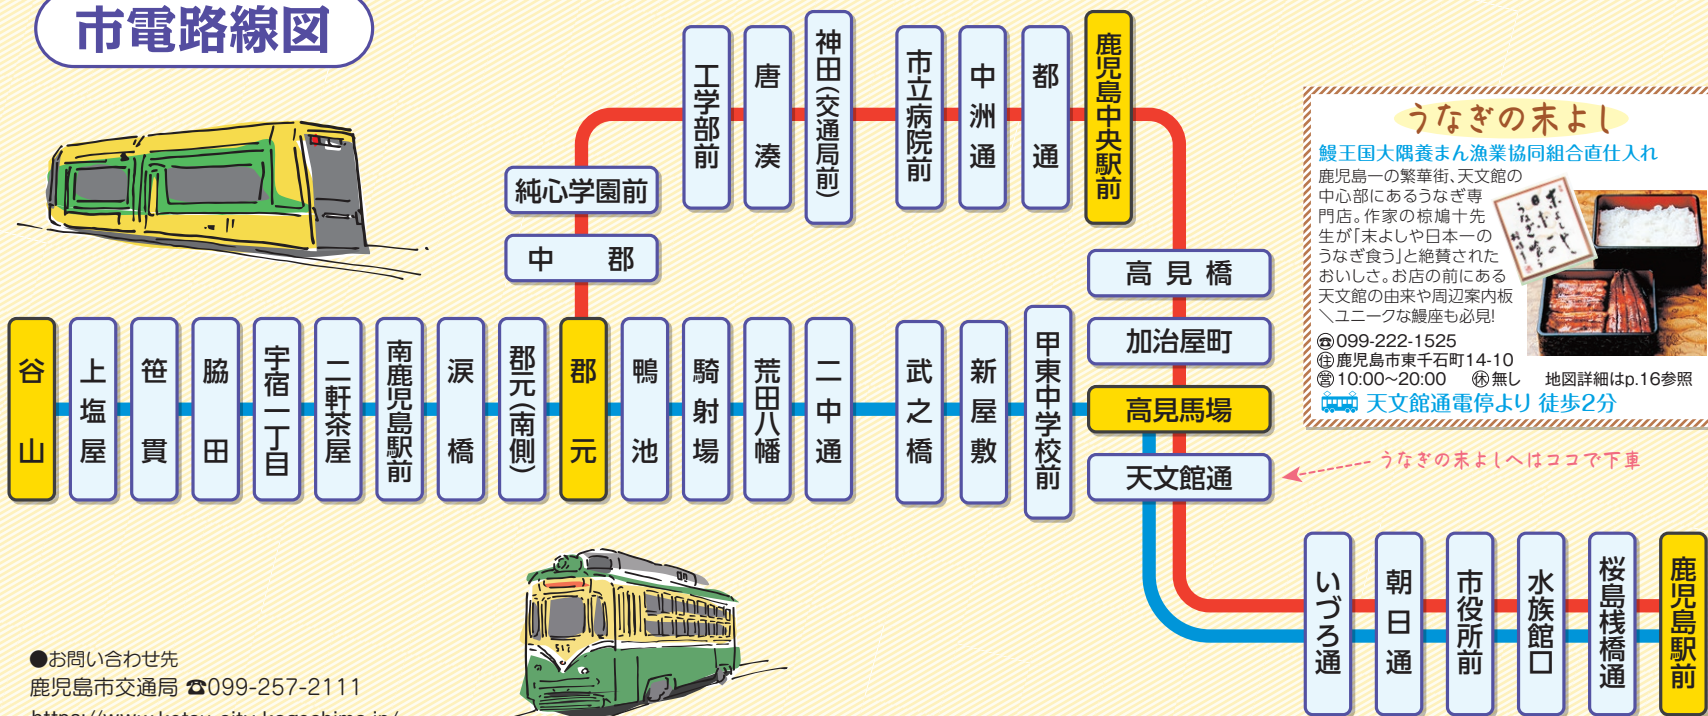 市電路線図
工学部前
唐湊
神田(交通局前)
市立病院前
中洲通
都通
鹿児島中央駅前
純心学園前
中郡
高見橋
加治屋町
高見馬場
天文館通
谷山
上塩屋
笹貫
脇田
宇宿一丁目
二軒茶屋
南鹿児島駅前
涙橋
郡元(南側)
郡元
鴨池
騎射場
荒田八幡
二中通
武之橋
新屋敷
甲東中学校前
いづろ通
朝日通
市役所前
水族館口
桜島桟橋通
鹿児島駅前
うなぎの末よし
鰻王国大隅養まん漁業協同組合直仕入れ
鹿児島一の繁華街、天文館の
中心部にあるうなぎ専
門店。作家の椋鳩十先
生が「末よしや日本一の
うなぎ食う」と絶賛された
おいしさ。お店の前にある
天文館の由来や周辺案内板
＼ユニークな鰻座も必見!
☎099-222-1525
㊟鹿児島市東千石町14-10
㊡10:00~20:00 ㊡無し 地図詳細はp.16参照
天文館通電停より 徒歩2分
うなぎの末よしへはココで下車
517
●お問い合わせ先
鹿児島市交通局 ☎099-257-2111
https://www.kotsu-city-kagoshima.jp/